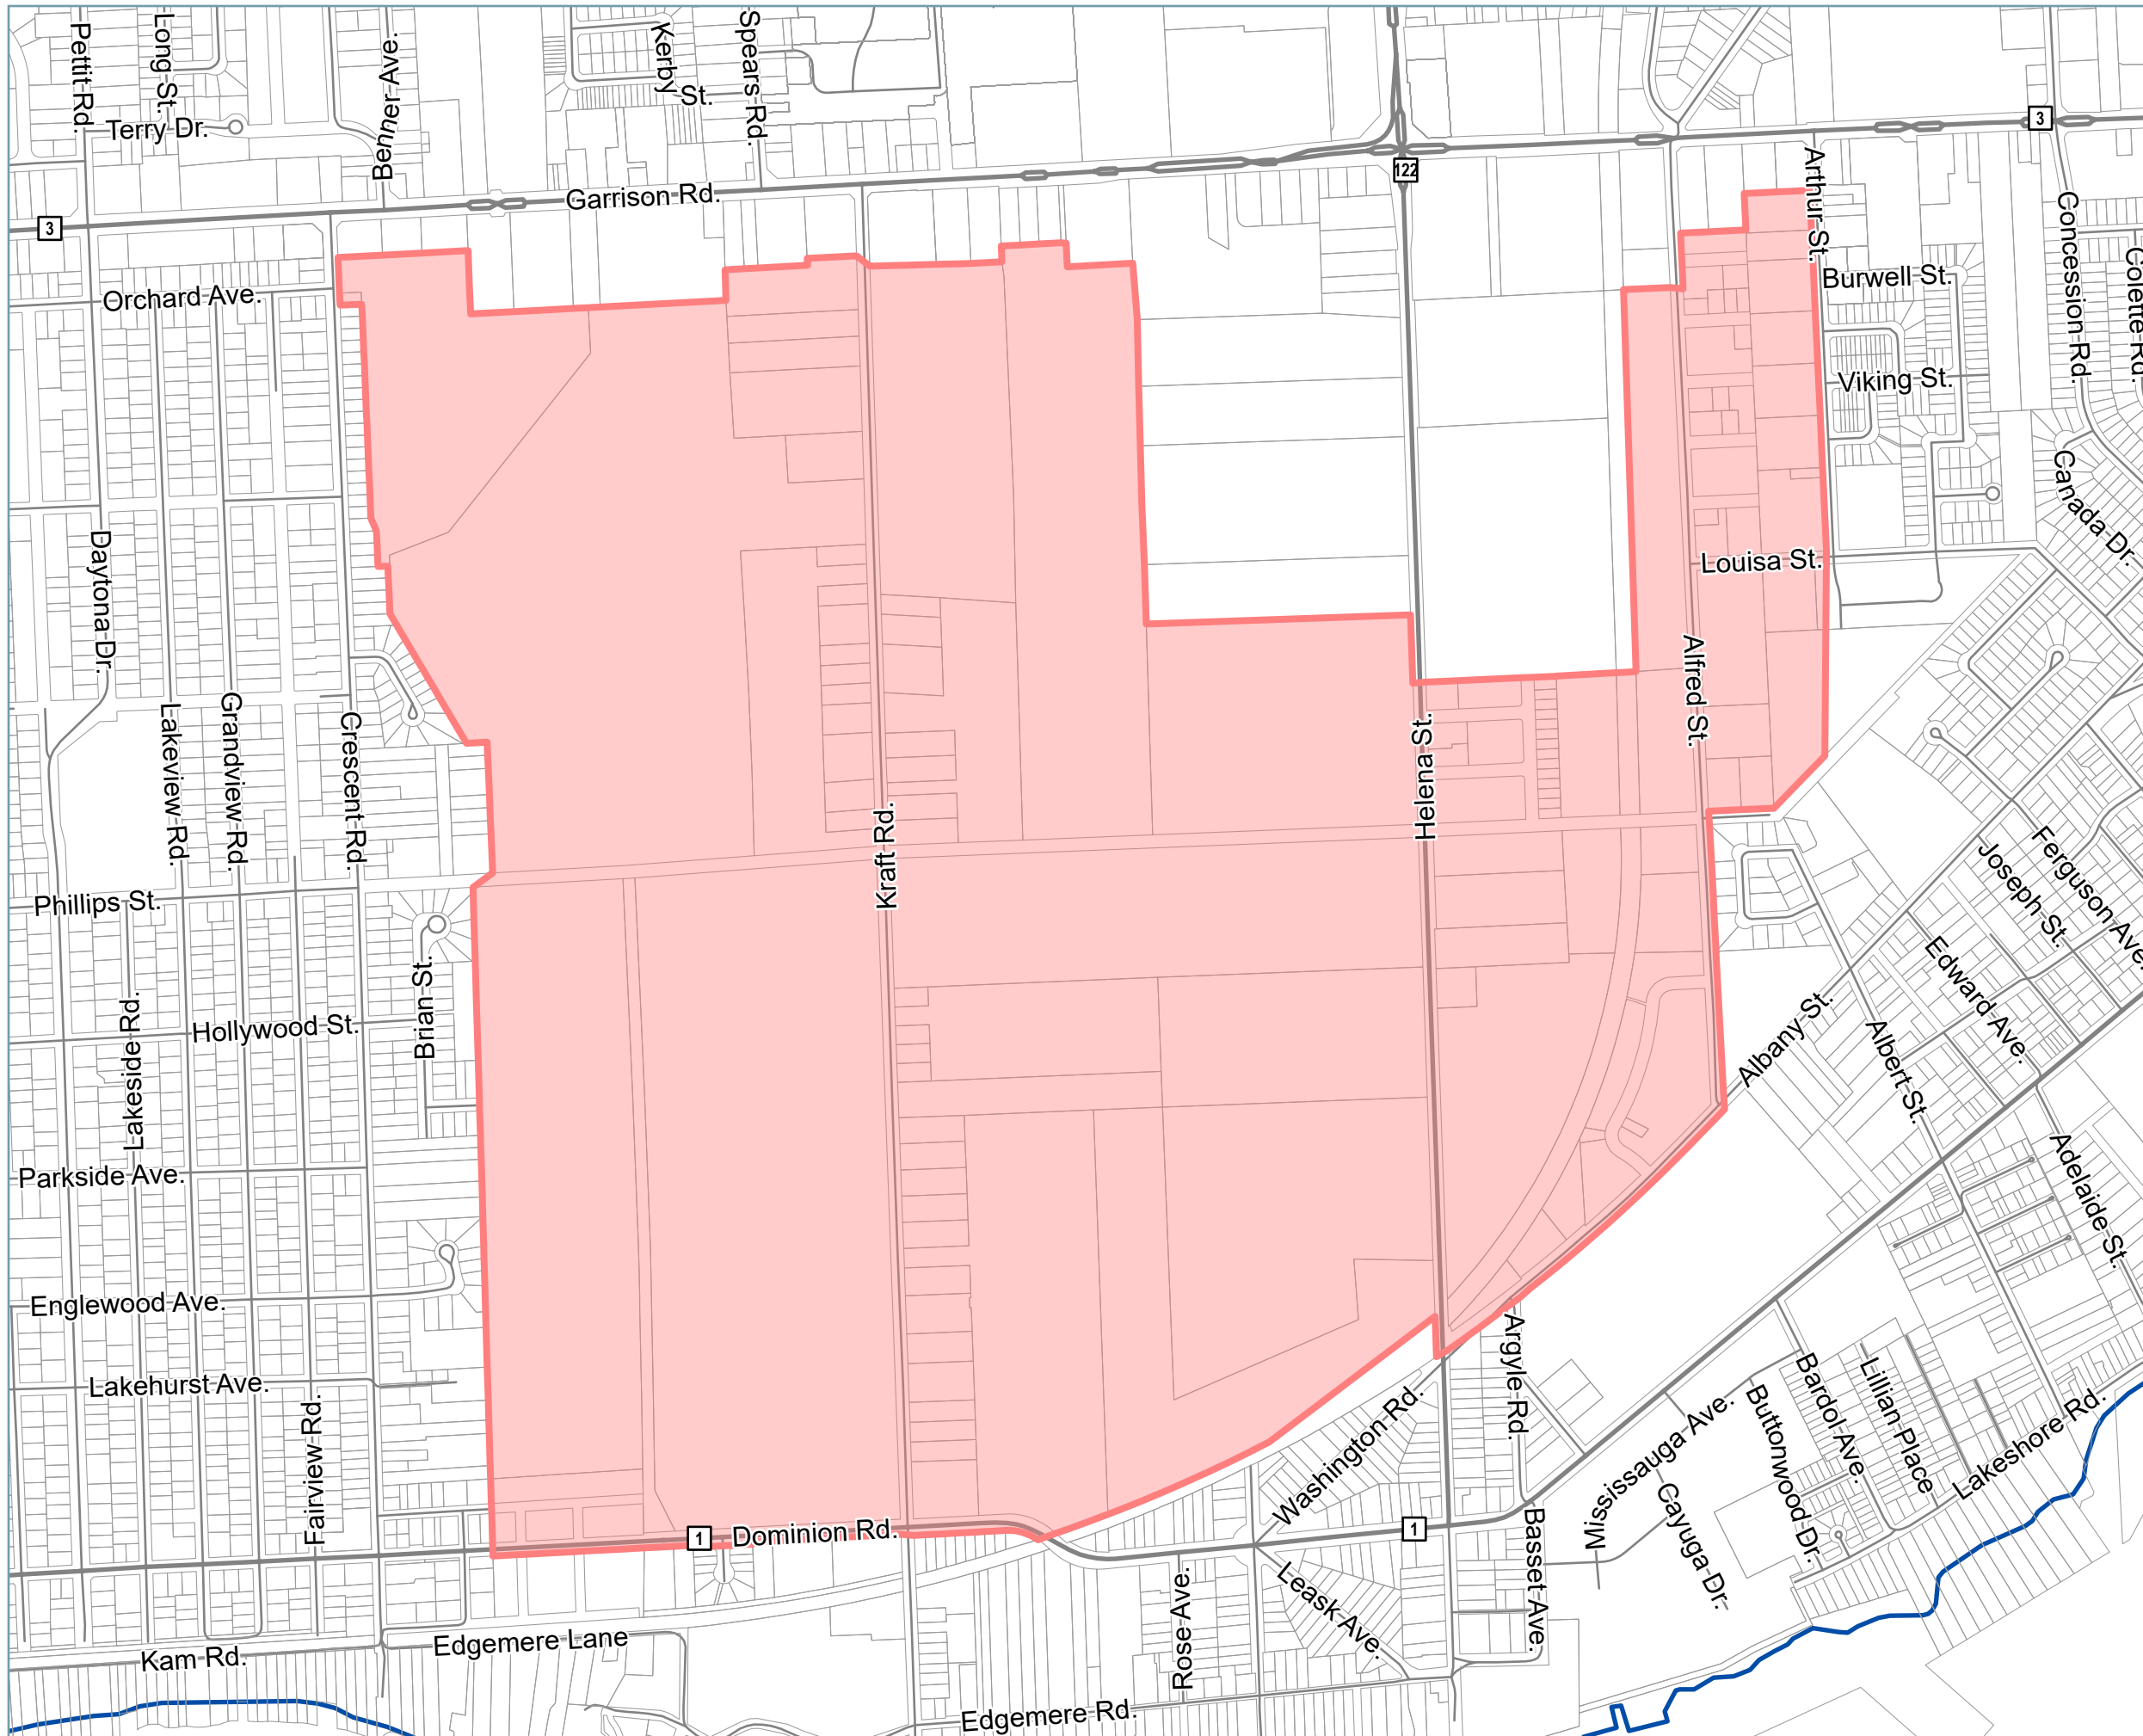 Pettit Rd.
Long St.
Benner Ave.
Kerby St.
Spears Rd.
Terry Dr.
3
122
Arthur St.
Concession Rd.
Colette Rd.
Garrison Rd.
3
Orchard Ave.
Burwell St.
Viking St.
Canada Dr.
Louisa St.
Daytona Dr.
Lakeview Rd.
Grandview Rd.
Crescent Rd.
Alfred St.
Helena St.
Kraft Rd.
Phillips St.
Ferguson Ave.
Joseph St.
Edward Ave.
Lakeside Rd.
Hollywood St.
Brian St.
Albany St.
Albert St.
Adelaide St.
Parkside Ave.
Englewood Ave.
Lakehurst Ave.
Fairview Rd.
Argyle Rd.
Washington Rd.
Mississauga Ave.
Buttonwood Dr.
Bardol Ave.
Lillian Place
Lakeshore Rd.
Cayuga Dr.
1
Dominion Rd.
1
Basset Ave.
Rose Ave.
Leask Ave.
Kam Rd.
Edgemere Lane
Edgemere Rd.